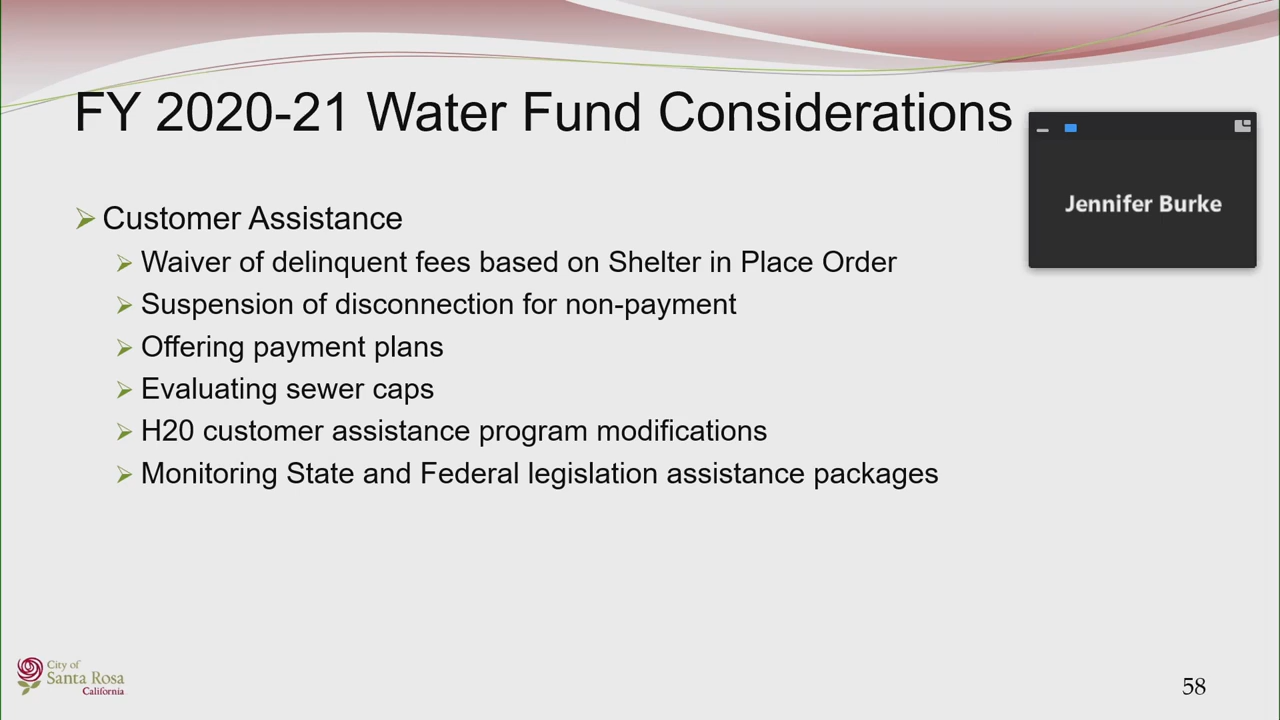 FY 2020-21 Water Fund Considerations
Jennifer Burke
Customer Assistance
Waiver of delinquent fees based on Shelter in Place Order
Suspension of disconnection for non-payment
Offering payment plans
Evaluating sewer caps
H20 customer assistance program modifications
Monitoring State and Federal legislation assistance packages
City of
Santa Rosa
California
58